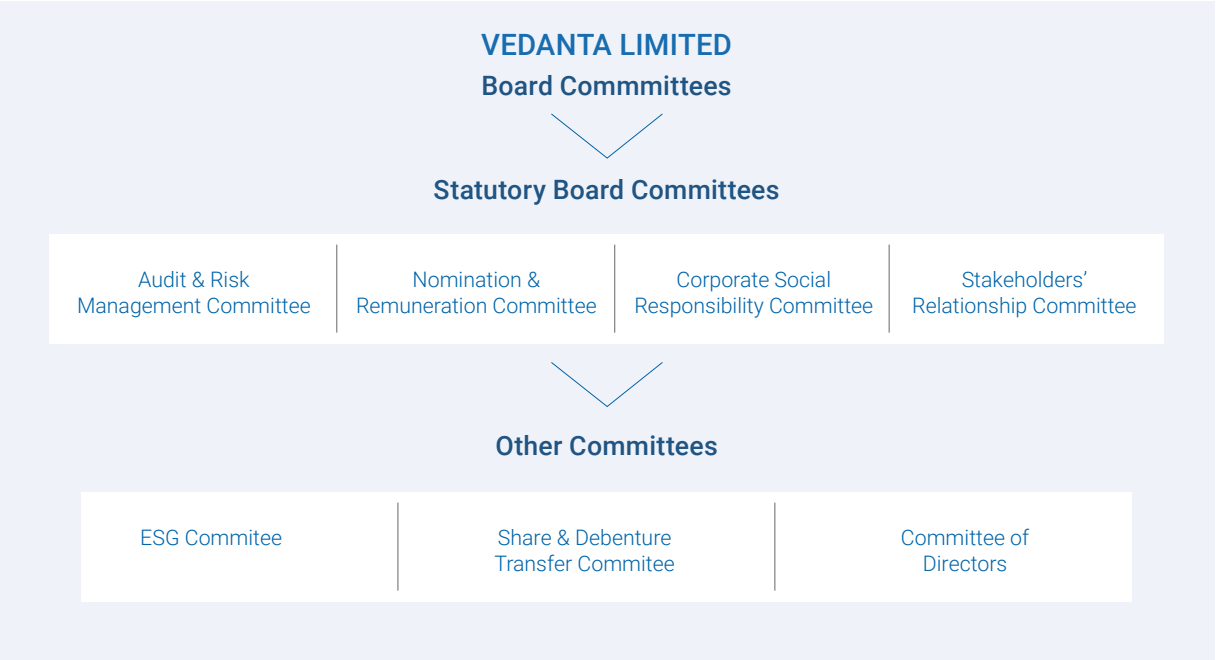 VEDANTA LIMITED
Board Commmittees
Statutory Board Committees
Audit & Risk
Management Committee
Nomination &
Remuneration Committee
Corporate Social
Responsibility Committee
Stakeholders’
Relationship Committee
Other Committees
ESG Commitee
Share & Debenture
Transfer Commitee
Committee of
Directors